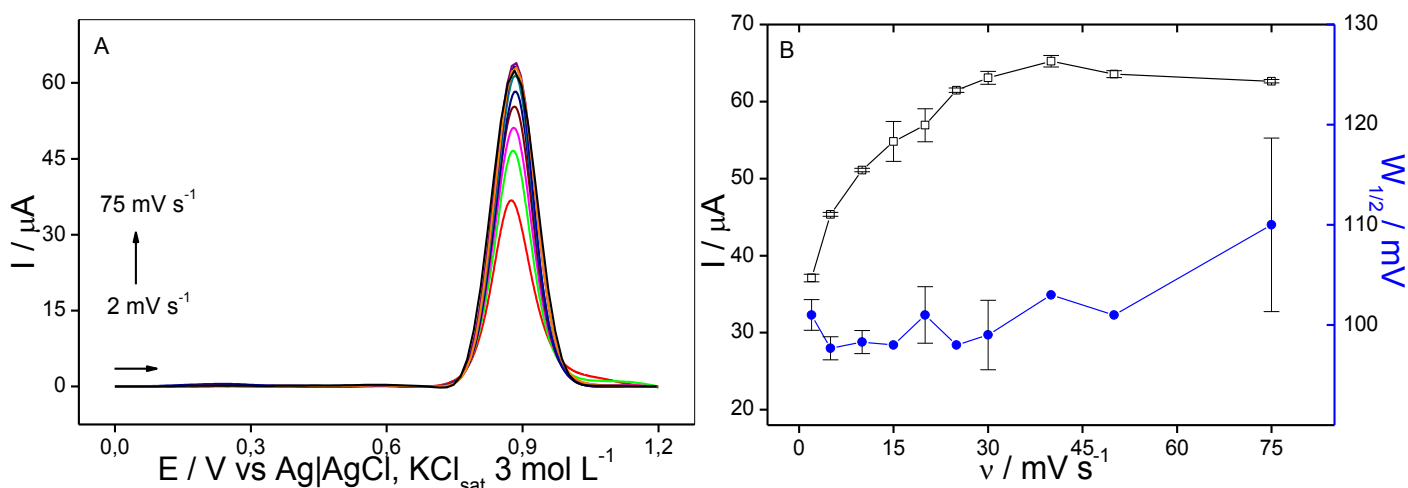 A
I / μA
60
45
30
15
0
75 mV s⁻¹
2 mV s⁻¹
0,0 0,3 0,6 0,9 1,2
E / V vs Ag|AgCl, KCl_sat 3 mol L⁻¹
B
I / μA
70
60
50
40
30
20
0 15 30 45 60 75
ν / mV s⁻¹
130
120
110
100
W_1/2 / mV